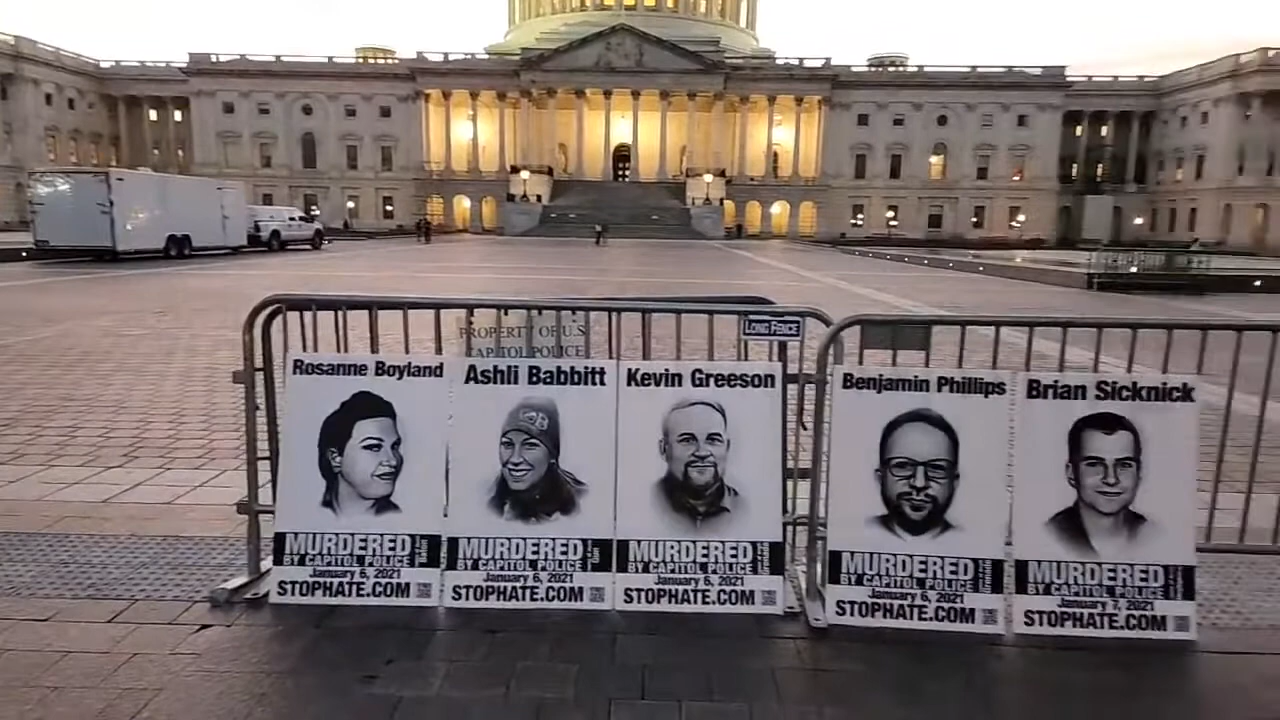 LONG FENCE
PROPERTY OF U.S.
CAPITOL POLICE
Rosanne Boyland
MURDERED
BY CAPITOL POLICE
January 6, 2021
STOPHATE.COM
Ashli Babbitt
MURDERED
BY CAPITOL POLICE
January 6, 2021
STOPHATE.COM
Kevin Greeson
MURDERED
BY CAPITOL POLICE
January 6, 2021
STOPHATE.COM
Benjamin Phillips
MURDERED
BY CAPITOL POLICE
January 6, 2021
STOPHATE.COM
Brian Sicknick
MURDERED
BY CAPITOL POLICE
January 7, 2021
STOPHATE.COM